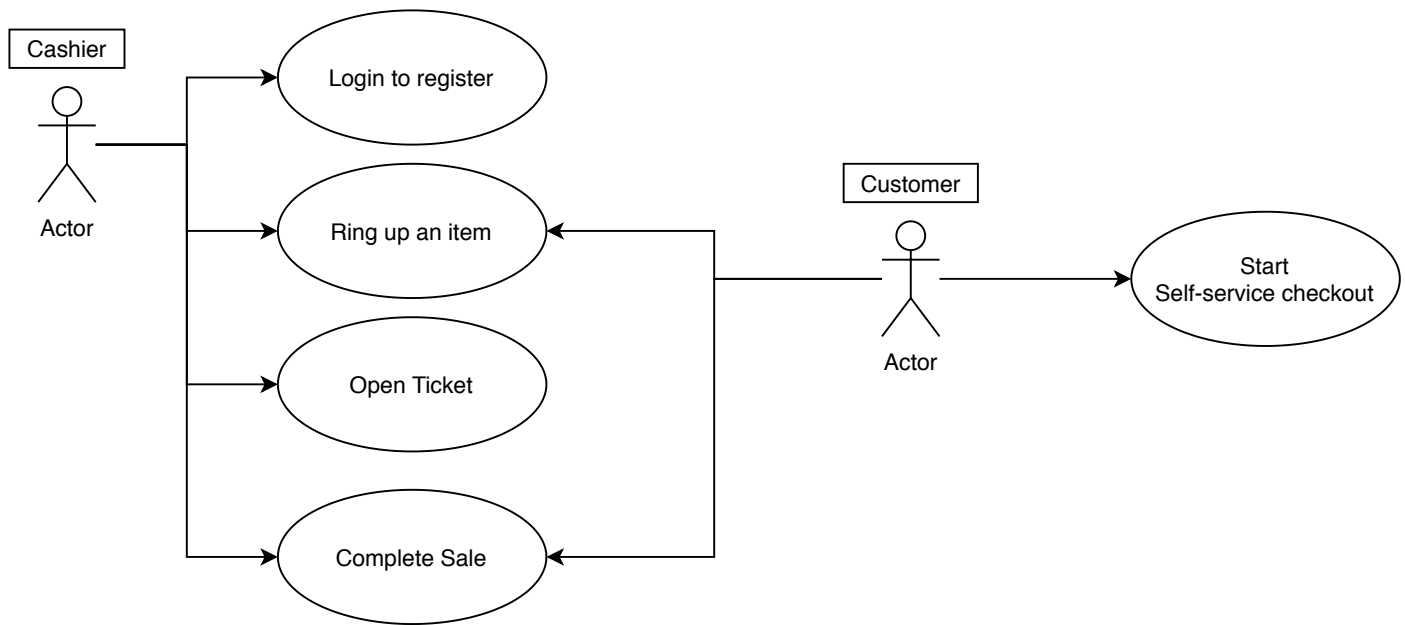 Cashier
Actor
Login to register
Ring up an item
Open Ticket
Complete Sale
Customer
Actor
Start
Self-service checkout